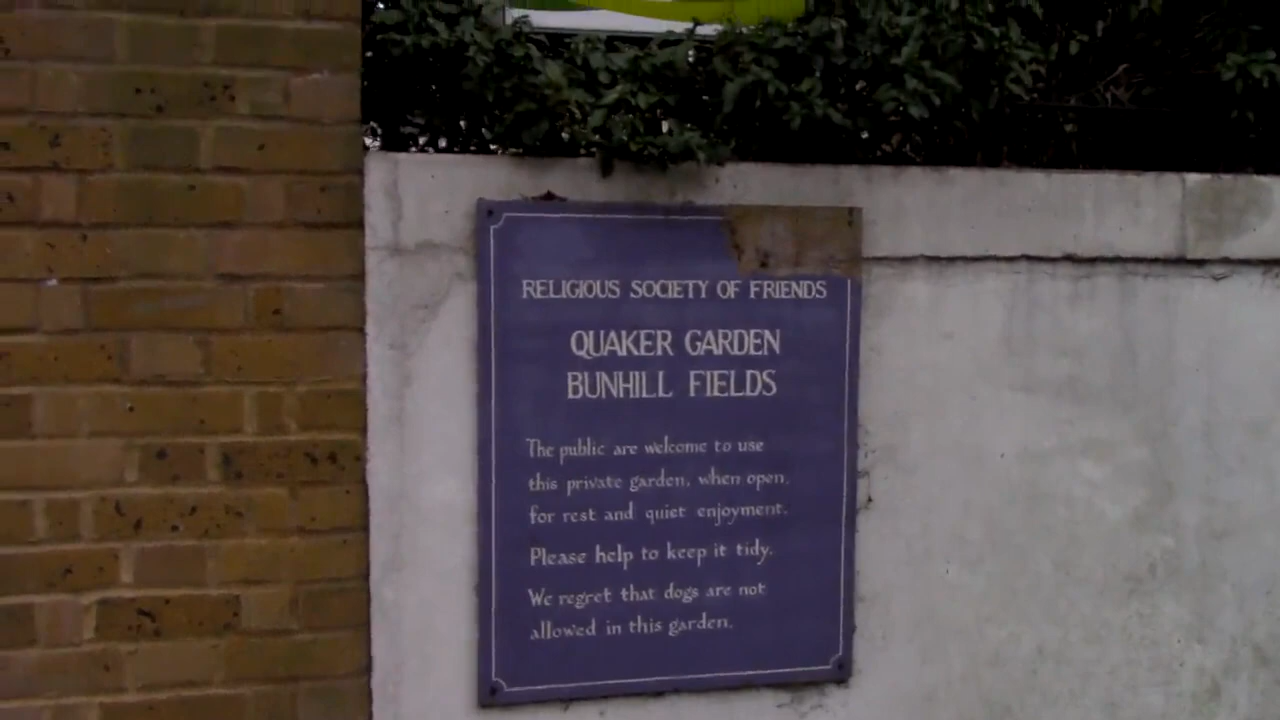 RELIGIOUS SOCIETY OF FRIENDS
QUAKER GARDEN
BUNHILL FIELDS
The public are welcome to use
this private garden, when open,
for rest and quiet enjoyment.
Please help to keep it tidy.
We regret that dogs are not
allowed in this garden.